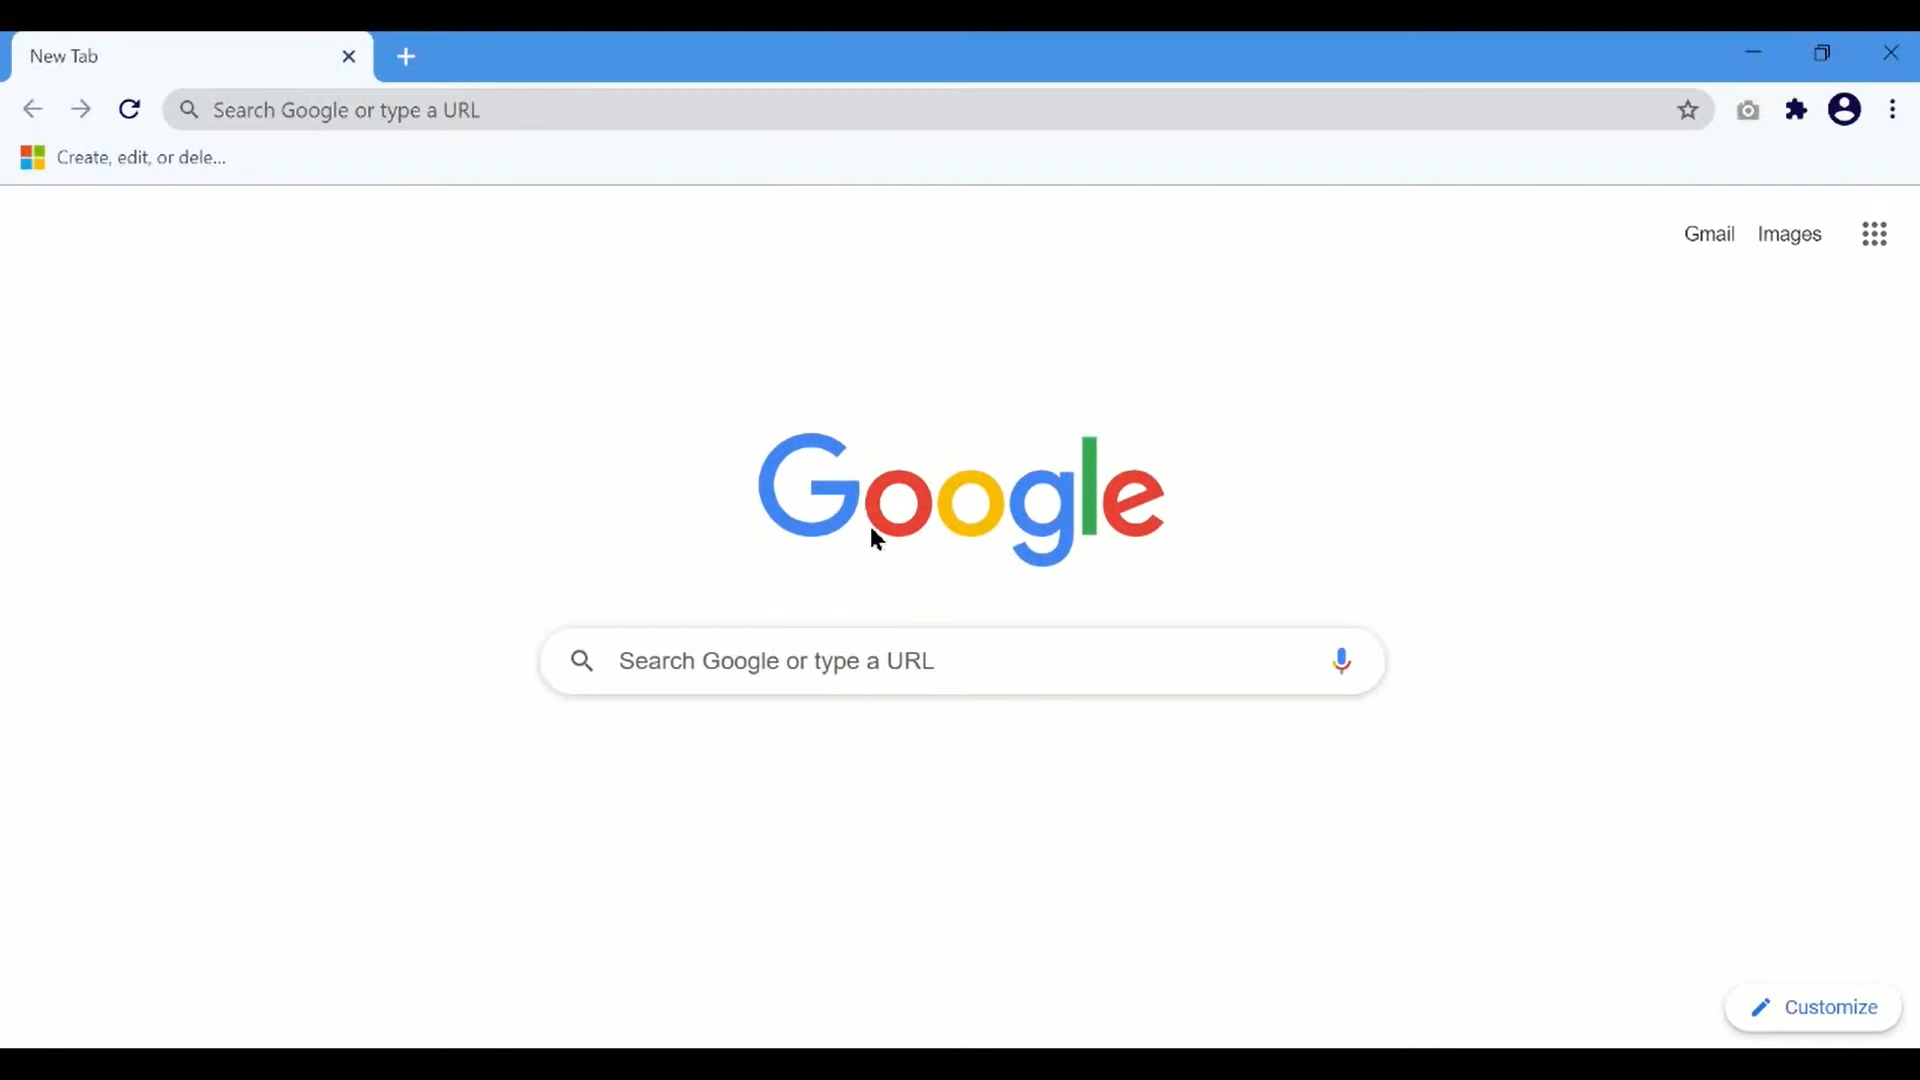 New Tab
Search Google or type a URL
Create, edit, or dele...
Gmail Images
Google
Search Google or type a URL
Customize